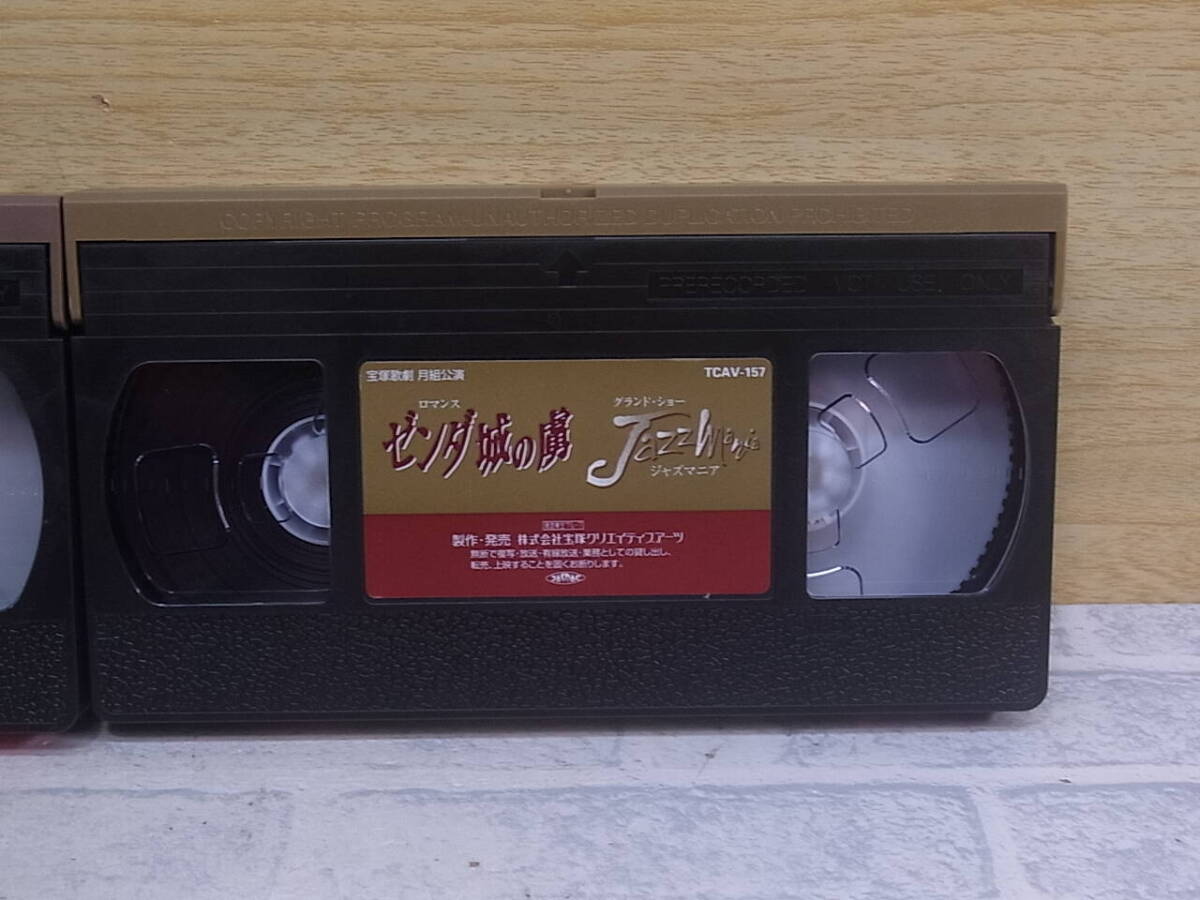 COPYRIGHT PROGRAM-UNAUTHORIZED DUPLICATION PROHIBITED
PRERECORDED NOT USE, ONLY
宝塚歌劇 月組公演
TCAV-157
ロマンス
ゼンダ城の虜
グランド・ショー
JazzMania
ジャズマニア
製作・発売 株式会社宝塚クリエイティブアーツ
無断で複写・放送・有線放送・業務としての貸し出し、
転売、上映することを固くお断りします。